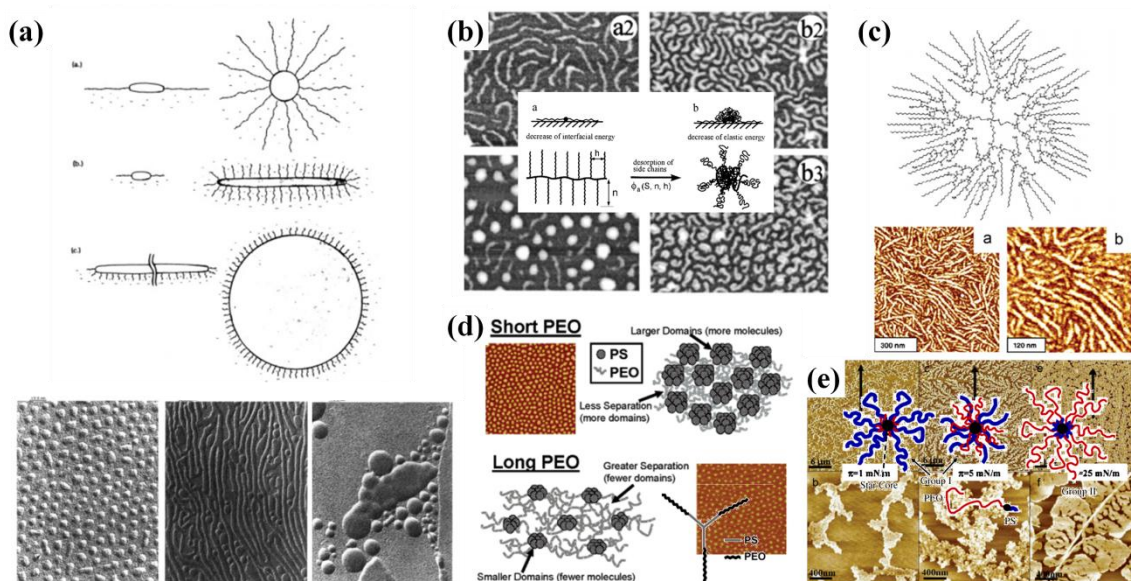 (a)
(a.)
(b.)
(c.)
(b)
a2
b2
a
decrease of interfacial energy
b
decrease of elastic energy
h
n
desorption of
side chains
ϕa(S, n, h)
b3
(c)
a
300 nm
b
120 nm
(d)
Short PEO
PS
PEO
Larger Domains (more molecules)
Less Separation
(more domains)
Long PEO
Greater Separation
(fewer domains)
Smaller Domains (fewer molecules)
PS
PEO
(e)
c
e
6 µm
π=1 mN/m
π=5 mN/m
=25 mN/m
Star-Core
Group I
Group II
b
PEO
PS
f
400nm
400nm